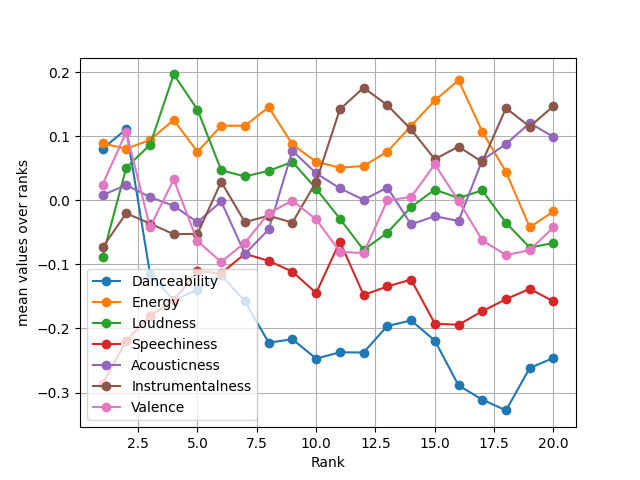 0.2
0.1
0.0
−0.1
−0.2
−0.3
mean values over ranks
Danceability
Energy
Loudness
Speechiness
Acousticness
Instrumentalness
Valence
2.5 5.0 7.5 10.0 12.5 15.0 17.5 20.0
Rank